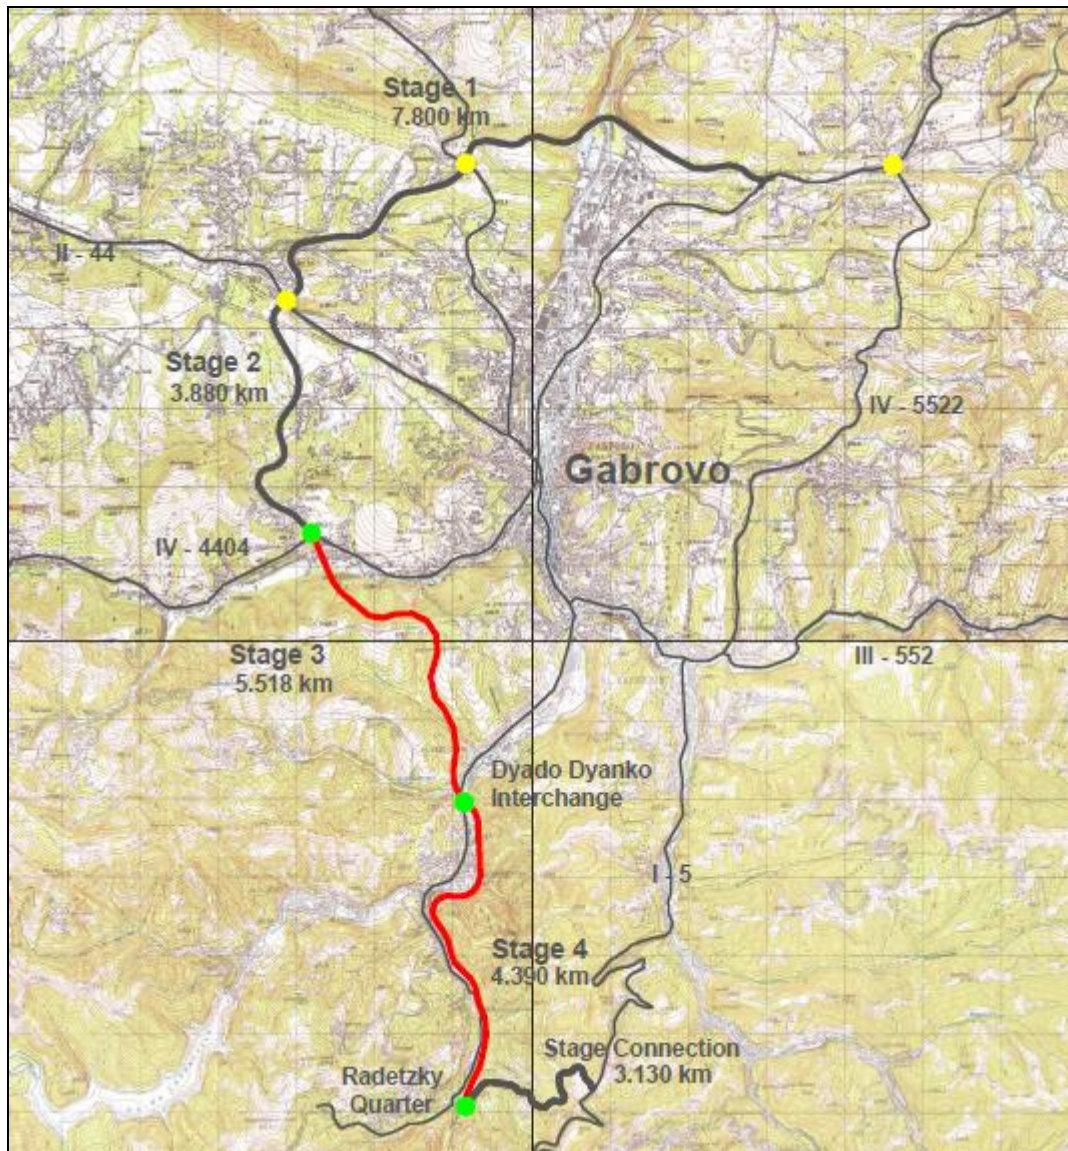 Stage 1
7.800 km
II - 44
Stage 2
3.880 km
IV - 5522
Gabrovo
IV - 4404
Stage 3
5.518 km
III - 552
Dyado Dyanko
Interchange
I - 5
Stage 4
4.390 km
Stage Connection
3.130 km
Radetzky
Quarter